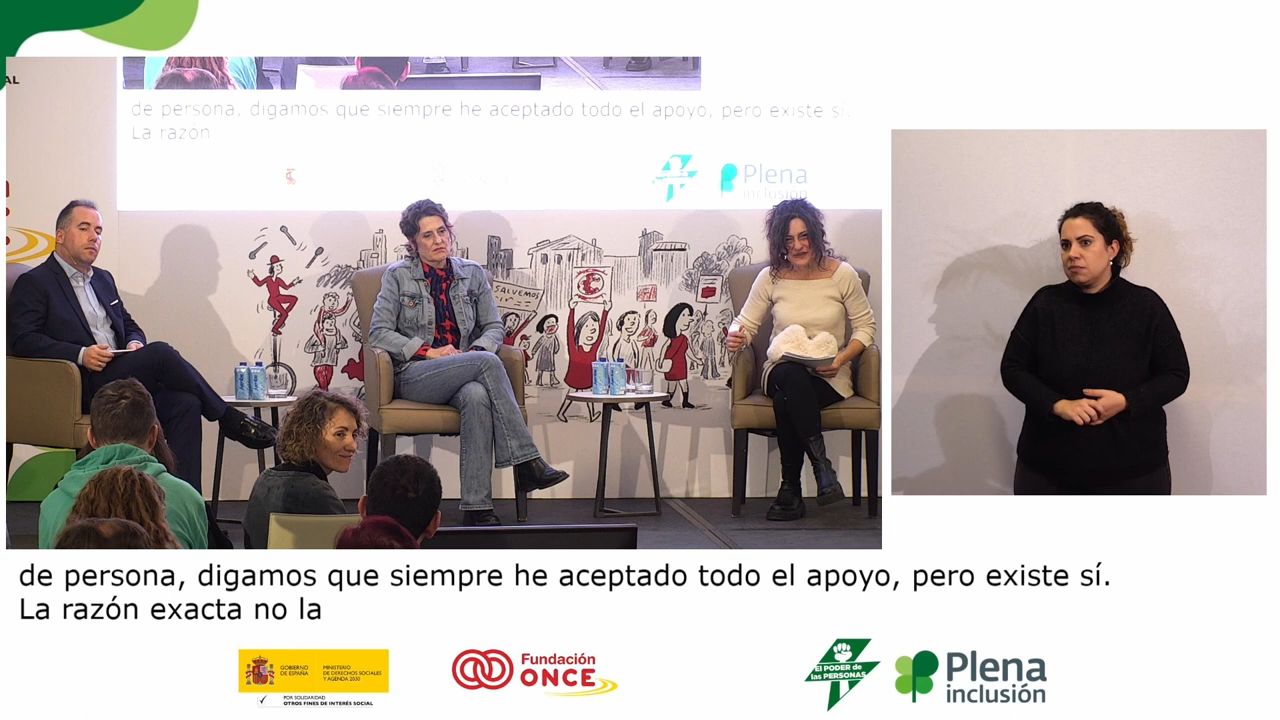 AL
de persona, digamos que siempre he aceptado todo el apoyo, pero existe sí.
La razón
Plena
inclusión
SALVEMOS
de persona, digamos que siempre he aceptado todo el apoyo, pero existe sí.
La razón exacta no la
GOBIERNO
DE ESPAÑA
MINISTERIO
DE DERECHOS SOCIALES
Y AGENDA 2030
POR SOLIDARIDAD
OTROS FINES DE INTERÉS SOCIAL
Fundación
ONCE
El PODER de
las PERSONAS
Plena
inclusión